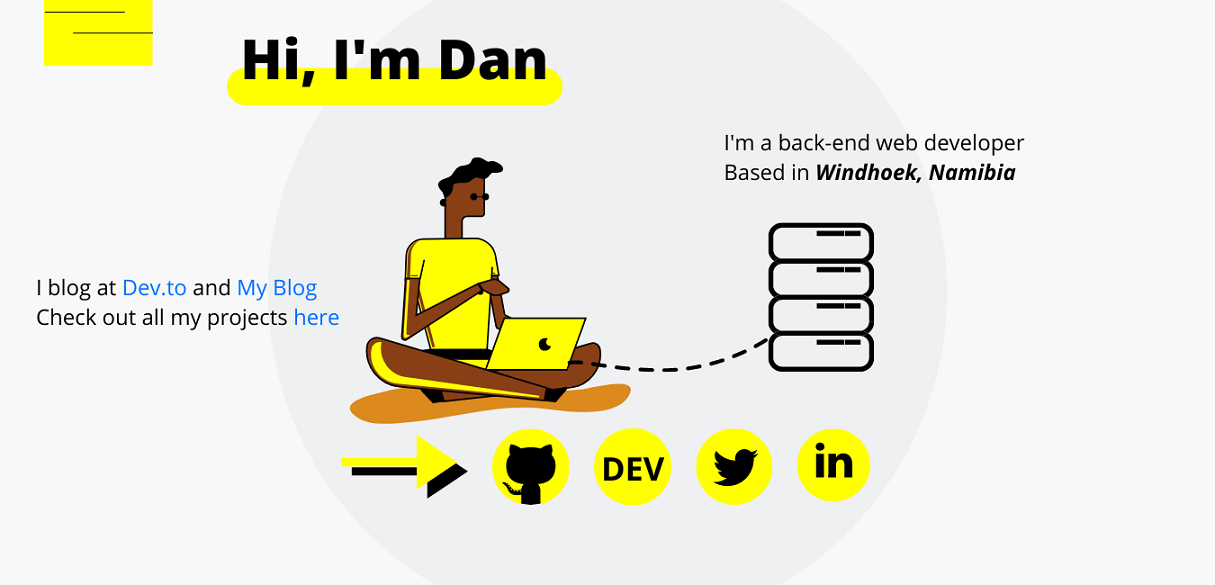 Hi, I'm Dan
I'm a back-end web developer
Based in Windhoek, Namibia
I blog at Dev.to and My Blog
Check out all my projects here
DEV
in